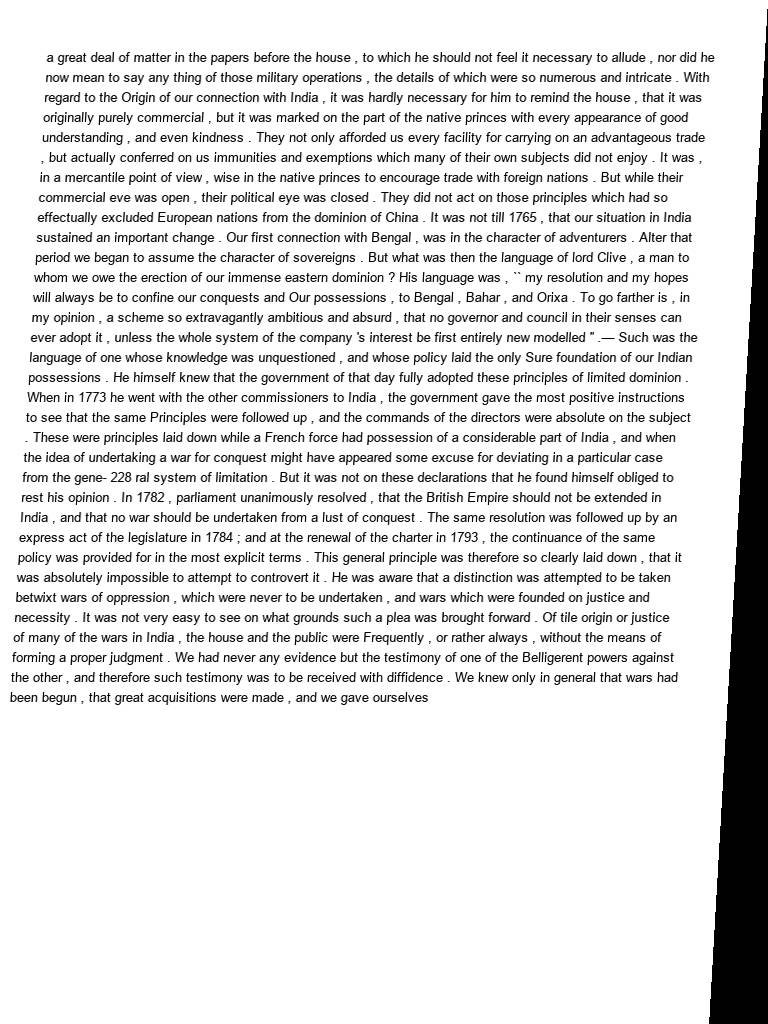 a great deal of matter in the papers before the house , to which he should not feel it necessary to allude , nor did he
now mean to say any thing of those military operations , the details of which were so numerous and intricate . With
regard to the Origin of our connection with India , it was hardly necessary for him to remind the house , that it was
originally purely commercial , but it was marked on the part of the native princes with every appearance of good
understanding , and even kindness . They not only afforded us every facility for carrying on an advantageous trade
, but actually conferred on us immunities and exemptions which many of their own subjects did not enjoy . It was ,
in a mercantile point of view , wise in the native princes to encourage trade with foreign nations . But while their
commercial eve was open , their political eye was closed . They did not act on those principles which had so
effectually excluded European nations from the dominion of China . It was not till 1765 , that our situation in India
sustained an important change . Our first connection with Bengal , was in the character of adventurers . Alter that
period we began to assume the character of sovereigns . But what was then the language of lord Clive , a man to
whom we owe the erection of our immense eastern dominion ? His language was , `` my resolution and my hopes
will always be to confine our conquests and Our possessions , to Bengal , Bahar , and Orixa . To go farther is , in
my opinion , a scheme so extravagantly ambitious and absurd , that no governor and council in their senses can
ever adopt it , unless the whole system of the company 's interest be first entirely new modelled " .— Such was the
language of one whose knowledge was unquestioned , and whose policy laid the only Sure foundation of our Indian
possessions . He himself knew that the government of that day fully adopted these principles of limited dominion .
When in 1773 he went with the other commissioners to India , the government gave the most positive instructions
to see that the same Principles were followed up , and the commands of the directors were absolute on the subject
. These were principles laid down while a French force had possession of a considerable part of India , and when
the idea of undertaking a war for conquest might have appeared some excuse for deviating in a particular case
from the gene- 228 ral system of limitation . But it was not on these declarations that he found himself obliged to
rest his opinion . In 1782 , parliament unanimously resolved , that the British Empire should not be extended in
India , and that no war should be undertaken from a lust of conquest . The same resolution was followed up by an
express act of the legislature in 1784 ; and at the renewal of the charter in 1793 , the continuance of the same
policy was provided for in the most explicit terms . This general principle was therefore so clearly laid down , that it
was absolutely impossible to attempt to controvert it . He was aware that a distinction was attempted to be taken
betwixt wars of oppression , which were never to be undertaken , and wars which were founded on justice and
necessity . It was not very easy to see on what grounds such a plea was brought forward . Of tile origin or justice
of many of the wars in India , the house and the public were Frequently , or rather always , without the means of
forming a proper judgment . We had never any evidence but the testimony of one of the Belligerent powers against
the other , and therefore such testimony was to be received with diffidence . We knew only in general that wars had
been begun , that great acquisitions were made , and we gave ourselves